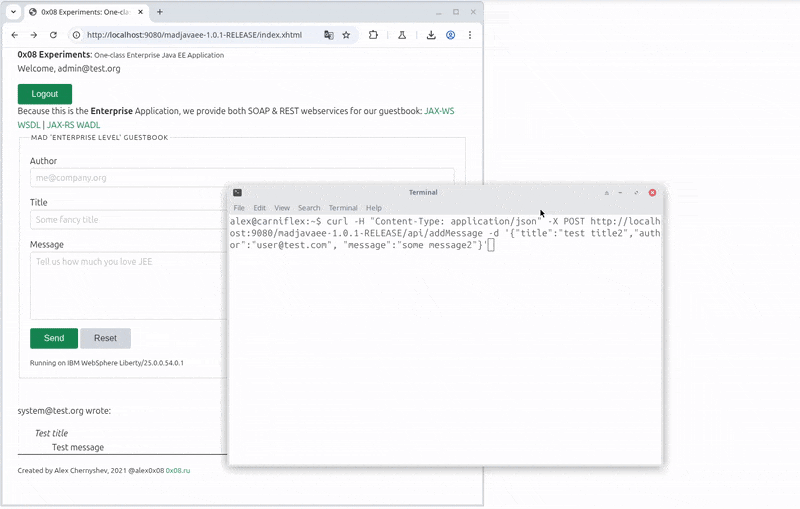 0x08 Experiments: One-cla
http://localhost:9080/madjavaee-1.0.1-RELEASE/index.xhtml
0x08 Experiments: One-class Enterprise Java EE Application
Welcome, admin@test.org
Logout
Because this is the Enterprise Application, we provide both SOAP & REST webservices for our guestbook: JAX-WS
WSDL | JAX-RS WADL
MAD 'ENTERPRISE LEVEL' GUESTBOOK
Author
me@company.org
Title
Some fancy title
Message
Tell us how much you love JEE
Send Reset
Running on IBM WebSphere Liberty/25.0.0.54.0.1
system@test.org wrote:
Test title
Test message
Created by Alex Chernyshev, 2021 @alex0x08 0x08.ru
Terminal
File Edit View Search Terminal Help
alex@carniflex:~$ curl -H "Content-Type: application/json" -X POST http://localh
ost:9080/madjavaee-1.0.1-RELEASE/api/addMessage -d '{"title":"test title2","auth
or":"user@test.com", "message":"some message2"}'